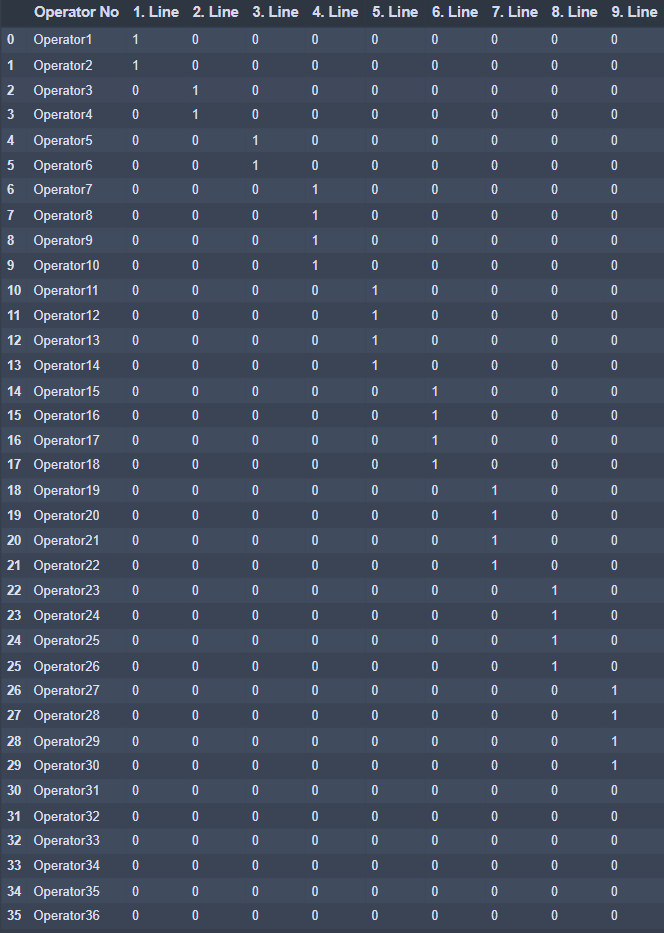 Operator No 1. Line 2. Line 3. Line 4. Line 5. Line 6. Line 7. Line 8. Line 9. Line
0 Operator1 1 0 0 0 0 0 0 0 0
1 Operator2 1 0 0 0 0 0 0 0 0
2 Operator3 0 1 0 0 0 0 0 0 0
3 Operator4 0 1 0 0 0 0 0 0 0
4 Operator5 0 0 1 0 0 0 0 0 0
5 Operator6 0 0 1 0 0 0 0 0 0
6 Operator7 0 0 0 1 0 0 0 0 0
7 Operator8 0 0 0 1 0 0 0 0 0
8 Operator9 0 0 0 1 0 0 0 0 0
9 Operator10 0 0 0 1 0 0 0 0 0
10 Operator11 0 0 0 0 1 0 0 0 0
11 Operator12 0 0 0 0 1 0 0 0 0
12 Operator13 0 0 0 0 1 0 0 0 0
13 Operator14 0 0 0 0 1 0 0 0 0
14 Operator15 0 0 0 0 0 1 0 0 0
15 Operator16 0 0 0 0 0 1 0 0 0
16 Operator17 0 0 0 0 0 1 0 0 0
17 Operator18 0 0 0 0 0 1 0 0 0
18 Operator19 0 0 0 0 0 0 1 0 0
19 Operator20 0 0 0 0 0 0 1 0 0
20 Operator21 0 0 0 0 0 0 1 0 0
21 Operator22 0 0 0 0 0 0 1 0 0
22 Operator23 0 0 0 0 0 0 0 1 0
23 Operator24 0 0 0 0 0 0 0 1 0
24 Operator25 0 0 0 0 0 0 0 1 0
25 Operator26 0 0 0 0 0 0 0 1 0
26 Operator27 0 0 0 0 0 0 0 0 1
27 Operator28 0 0 0 0 0 0 0 0 1
28 Operator29 0 0 0 0 0 0 0 0 1
29 Operator30 0 0 0 0 0 0 0 0 1
30 Operator31 0 0 0 0 0 0 0 0 0
31 Operator32 0 0 0 0 0 0 0 0 0
32 Operator33 0 0 0 0 0 0 0 0 0
33 Operator34 0 0 0 0 0 0 0 0 0
34 Operator35 0 0 0 0 0 0 0 0 0
35 Operator36 0 0 0 0 0 0 0 0 0